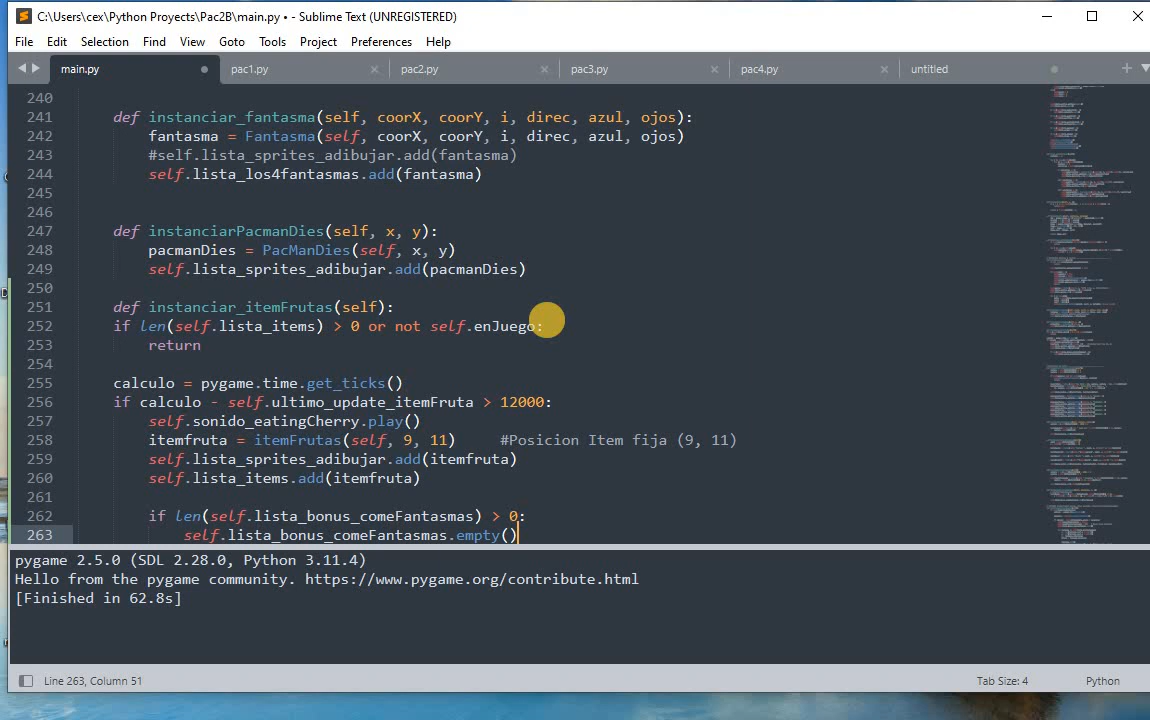 C:\Users\cex\Python Proyects\Pac2B\main.py • - Sublime Text (UNREGISTERED)
File Edit Selection Find View Goto Tools Project Preferences Help
main.py pac1.py pac2.py pac3.py pac4.py untitled
240
241 def instanciar_fantasma(self, coorX, coorY, i, direc, azul, ojos):
242 fantasma = Fantasma(self, coorX, coorY, i, direc, azul, ojos)
243 #self.lista_sprites_adibujar.add(fantasma)
244 self.lista_los4fantasmas.add(fantasma)
245
246
247 def instanciarPacmanDies(self, x, y):
248 pacmanDies = PacManDies(self, x, y)
249 self.lista_sprites_adibujar.add(pacmanDies)
250
251 def instanciar_itemFrutas(self):
252 if len(self.lista_items) > 0 or not self.enJuego:
253 return
254
255 calculo = pygame.time.get_ticks()
256 if calculo - self.ultimo_update_itemFruta > 12000:
257 self.sonido_eatingCherry.play()
258 itemfruta = itemFrutas(self, 9, 11) #Posicion Item fija (9, 11)
259 self.lista_sprites_adibujar.add(itemfruta)
260 self.lista_items.add(itemfruta)
261
262 if len(self.lista_bonus_comeFantasmas) > 0:
263 self.lista_bonus_comeFantasmas.empty()
pygame 2.5.0 (SDL 2.28.0, Python 3.11.4)
Hello from the pygame community. https://www.pygame.org/contribute.html
[Finished in 62.8s]
Line 263, Column 51 Tab Size: 4 Python